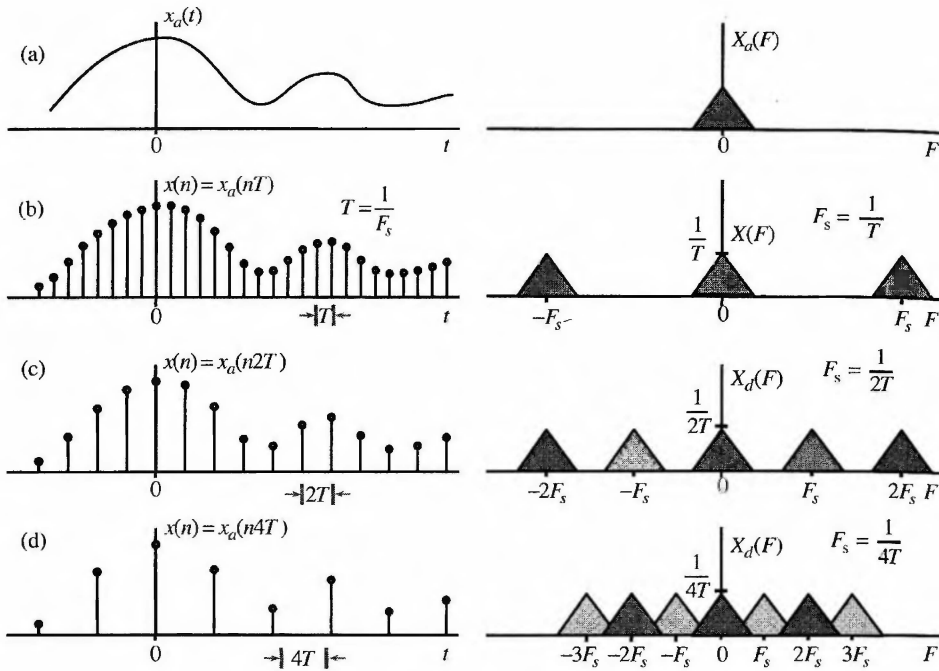 (a)
x_a(t)
0
t
X_a(F)
0
F
(b)
x(n) = x_a(nT)
T = 1/F_s
0
T
t
1/T
X(F)
F_s = 1/T
-F_s
0
F_s
F
(c)
x(n) = x_a(n2T)
0
2T
t
1/2T
X_d(F)
F_s = 1/2T
-2F_s
-F_s
0
F_s
2F_s
F
(d)
x(n) = x_a(n4T)
0
4T
t
1/4T
X_d(F)
F_s = 1/4T
-3F_s
-2F_s
-F_s
0
F_s
2F_s
3F_s
F